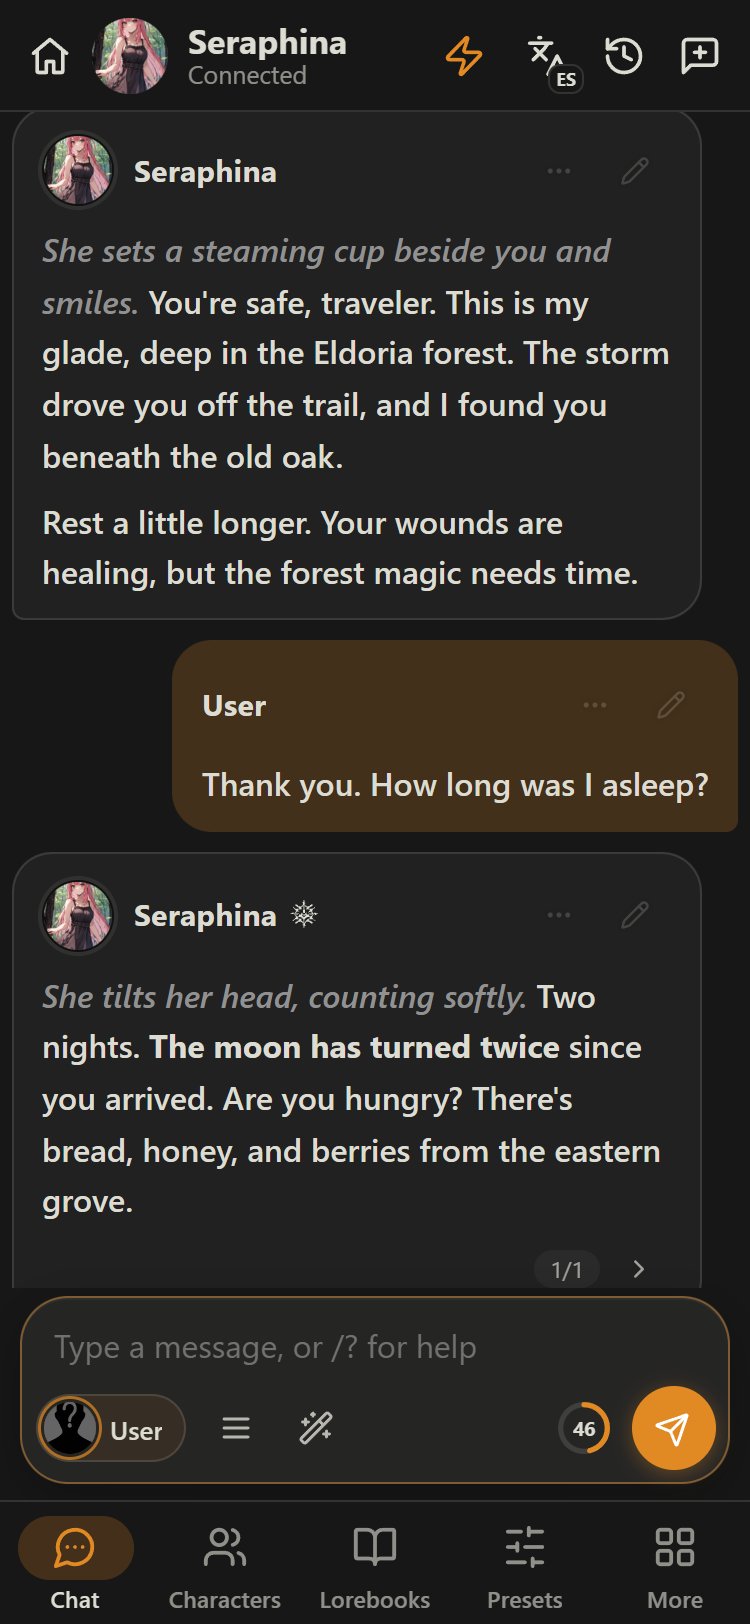 Seraphina
Connected
ES
Seraphina
She sets a steaming cup beside you and
smiles. You're safe, traveler. This is my
glade, deep in the Eldoria forest. The storm
drove you off the trail, and I found you
beneath the old oak.
Rest a little longer. Your wounds are
healing, but the forest magic needs time.
User
Thank you. How long was I asleep?
Seraphina
She tilts her head, counting softly. Two
nights. The moon has turned twice since
you arrived. Are you hungry? There's
bread, honey, and berries from the eastern
grove.
1/1
Type a message, or /? for help
User
46
Chat
Characters
Lorebooks
Presets
More